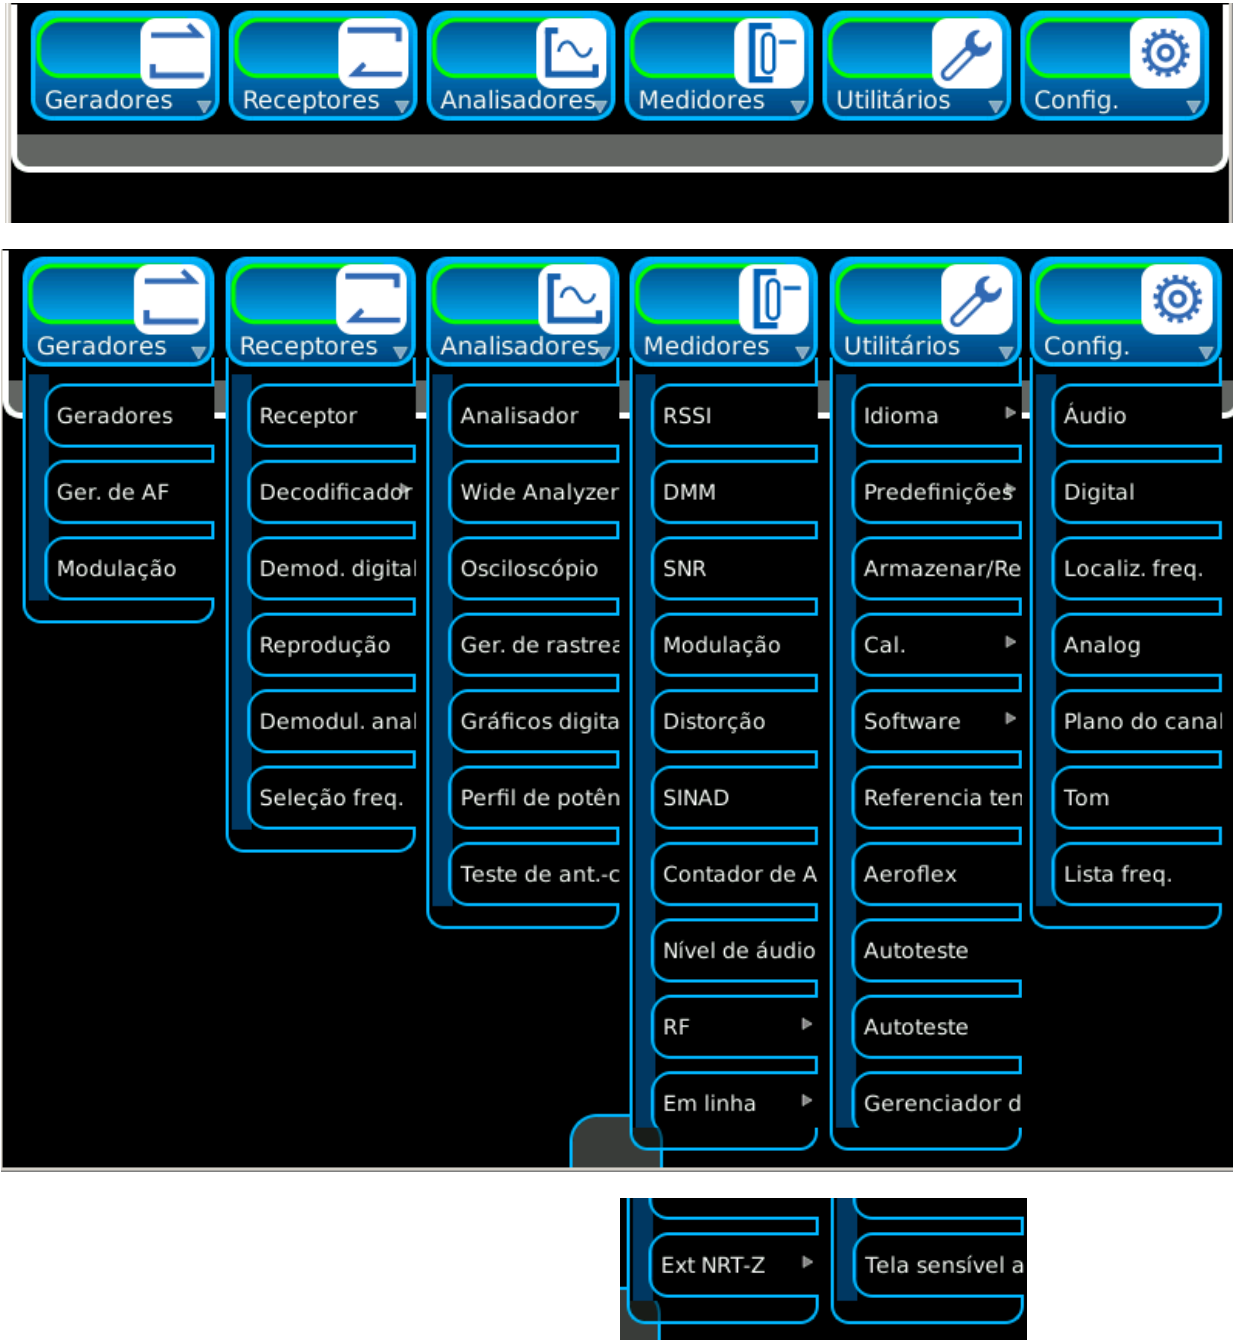 Geradores
Receptores
Analisadores
Medidores
Utilitários
Config.
Geradores
Receptores
Analisadores
Medidores
Utilitários
Config.
Geradores
Ger. de AF
Modulação
Receptor
Decodificador
Demod. digital
Reprodução
Demodul. anal
Seleção freq.
Analisador
Wide Analyzer
Osciloscópio
Ger. de rastrea
Gráficos digita
Perfil de potên
Teste de ant.-c
RSSI
DMM
SNR
Modulação
Distorção
SINAD
Contador de A
Nível de áudio
RF
Em linha
Idioma
Predefinições
Armazenar/Re
Cal.
Software
Referencia ten
Aeroflex
Autoteste
Autoteste
Gerenciador d
Áudio
Digital
Localiz. freq.
Analog
Plano do canal
Tom
Lista freq.
Ext NRT-Z
Tela sensível a